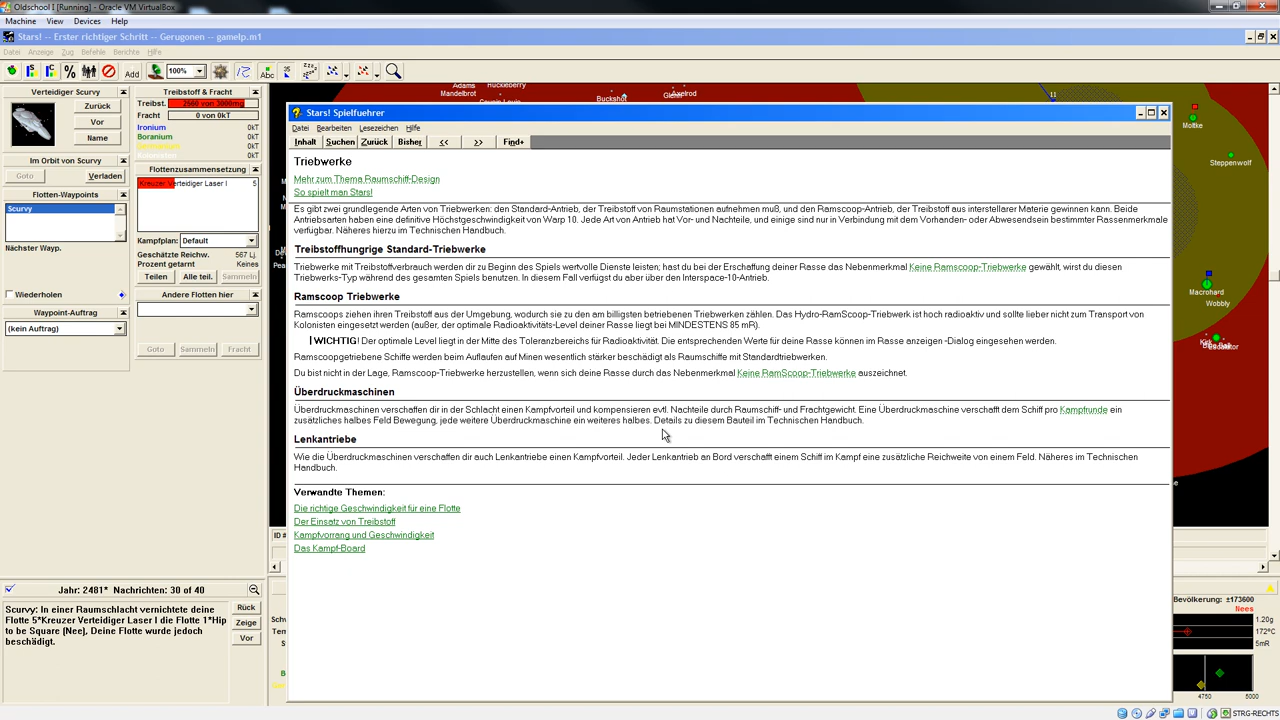 Oldschool I [Running] - Oracle VM VirtualBox
Machine View Devices Help
Stars! -- Erster richtiger Schritt -- Gerugonen -- gamelp.m1
Datei Anzeige Zug Befehle Berichte Hilfe
Add 100% Abc
Verteidiger Scurvy
Zurück
Vor
Name
Im Orbit von Scurvy
Goto Verladen
Flotten-Waypoints
Scurvy
Nächster Wayp.
Wiederholen
Waypoint-Auftrag
(kein Auftrag)
Treibstoff & Fracht
Treibst. 2560 von 3000mg
Fracht 0 von 0kT
Ironium 0kT
Boranium 0kT
0kT
0kT
Flottenzusammensetzung
Kreuzer Verteidiger Laser I 5
Kampfplan: Default
Geschätzte Reichw. 567 Lj.
Prozent getarnt Keines
Teilen Alle teil. Sammeln
Andere Flotten hier
Goto Sammeln Fracht
Adams
Huckleberry
Mandelbrot
Buckshot
Axelrod
11
Moltke
Steppenwolf
Macrohard
Wobbly
Stars! Spielfuehrer
Datei Bearbeiten Lesezeichen Hilfe
Inhalt Suchen Zurück Bisher << >> Find+
Triebwerke
Mehr zum Thema Raumschiff-Design
So spielt man Stars!
Es gibt zwei grundlegende Arten von Triebwerken: den Standard-Antrieb, der Treibstoff von Raumstationen aufnehmen muß, und den Ramscoop-Antrieb, der Treibstoff aus interstellarer Materie gewinnen kann. Beide
Antriebsarten haben eine definitive Höchstgeschwindigkeit von Warp 10. Jede Art von Antrieb hat Vor- und Nachteile, und einige sind nur in Verbindung mit dem Vorhanden- oder Abwesendsein bestimmter Rassenmerkmale
verfügbar. Näheres hierzu im Technischen Handbuch.
Treibstoffhungrige Standard-Triebwerke
Triebwerke mit Treibstoffverbrauch werden dir zu Beginn des Spiels wertvolle Dienste leisten; hast du bei der Erschaffung deiner Rasse das Nebenmerkmal Keine Ramscoop-Triebwerke gewählt, wirst du diesen
Triebwerks-Typ während des gesamten Spiels benutzen. In diesem Fall verfügst du aber über den Interspace-10-Antrieb.
Ramscoop Triebwerke
Ramscoops ziehen ihren Treibstoff aus der Umgebung, wodurch sie zu den am billigsten betriebenen Triebwerken zählen. Das Hydro-RamScoop-Triebwerk ist hoch radioaktiv und sollte lieber nicht zum Transport von
Kolonisten eingesetzt werden (außer, der optimale Radioaktivitäts-Level deiner Rasse liegt bei MINDESTENS 85 mR).
WICHTIG! Der optimale Level liegt in der Mitte des Toleranzbereichs für Radioaktivität. Die entsprechenden Werte für deine Rasse können im Rasse anzeigen -Dialog eingesehen werden.
Ramscoopgetriebene Schiffe werden beim Auflaufen auf Minen wesentlich stärker beschädigt als Raumschiffe mit Standardtriebwerken.
Du bist nicht in der Lage, Ramscoop-Triebwerke herzustellen, wenn sich deine Rasse durch das Nebenmerkmal Keine RamScoop-Triebwerke auszeichnet.
Überdruckmaschinen
Überdruckmaschinen verschaffen dir in der Schlacht einen Kampfvorteil und kompensieren evtl. Nachteile durch Raumschiff- und Frachtgewicht. Eine Überdruckmaschine verschafft dem Schiff pro Kampfrunde ein
zusätzliches halbes Feld Bewegung, jede weitere Überdruckmaschine ein weiteres halbes. Details zu diesem Bauteil im Technischen Handbuch.
Lenkantriebe
Wie die Überdruckmaschinen verschaffen dir auch Lenkantriebe einen Kampfvorteil. Jeder Lenkantrieb an Bord verschafft einem Schiff im Kampf eine zusätzliche Reichweite von einem Feld. Näheres im Technischen
Handbuch.
Verwandte Themen:
Die richtige Geschwindigkeit für eine Flotte
Der Einsatz von Treibstoff
Kampfvorrang und Geschwindigkeit
Das Kampf-Board
ID #
Jahr: 2481* Nachrichten: 30 of 40
Scurvy: In einer Raumschlacht vernichtete deine
Flotte 5*Kreuzer Verteidiger Laser I die Flotte 1*Hip
to be Square (Nee), Deine Flotte wurde jedoch
beschädigt.
Rück
Zeige
Vor
Bevölkerung: ±173600
Nees
1.20g
172°C
5mR
4750 5000
STRG-RECHTS